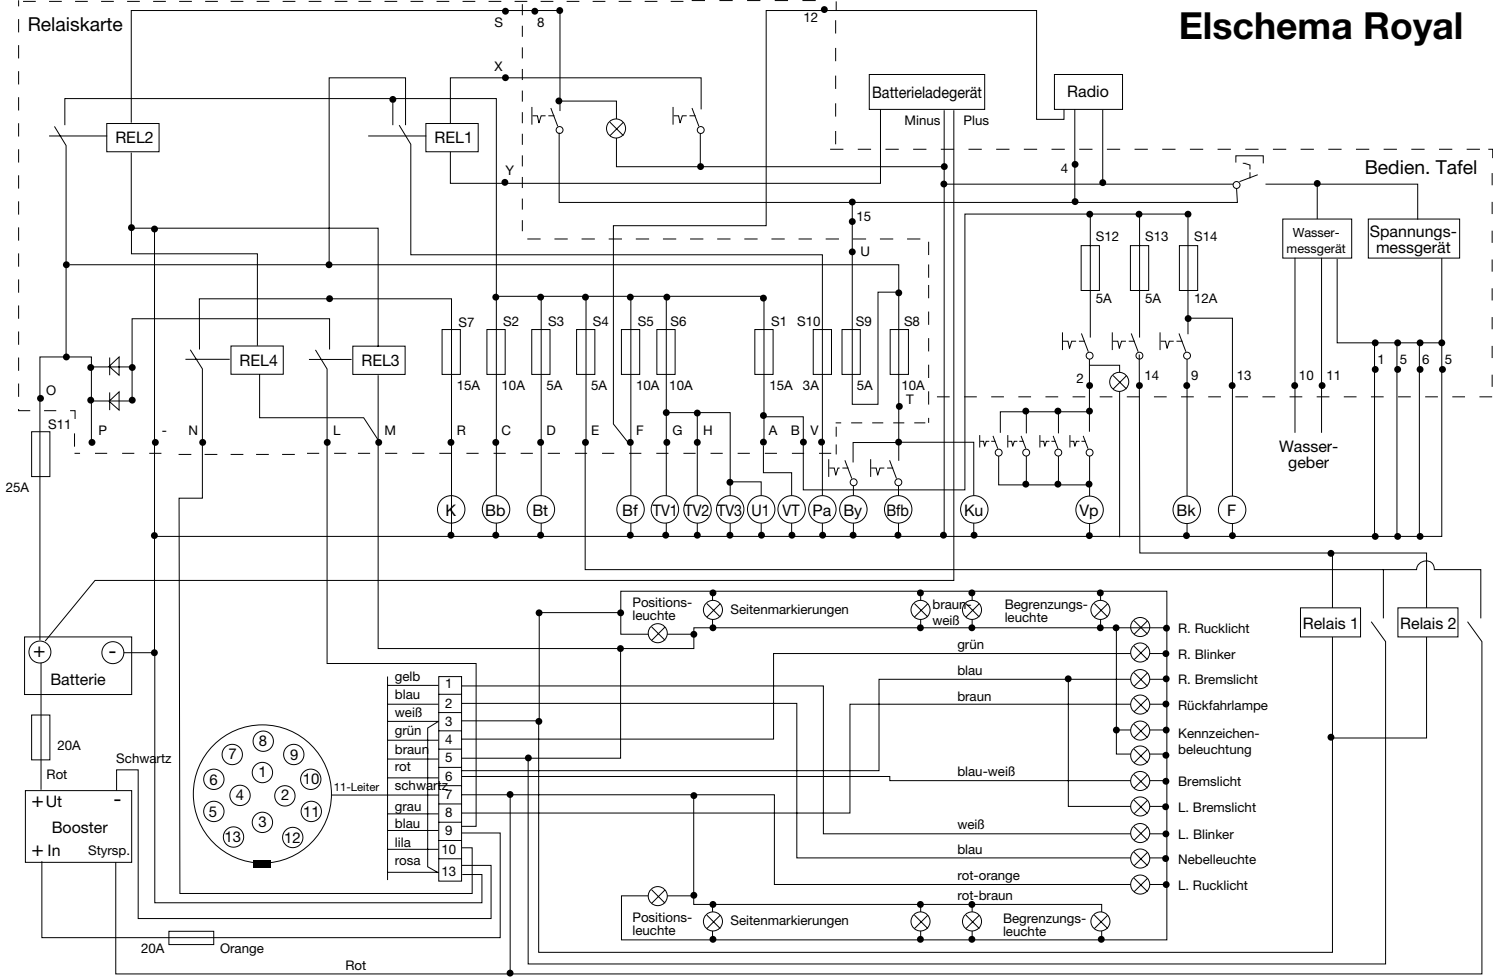 Elschema Royal
Relaiskarte
S
8
12
X
Batterieladegerät
Radio
REL2
REL1
Minus
Plus
Y
4
Bedien. Tafel
15
U
S12
S13
S14
Wasser-
messgerät
Spannungs-
messgerät
5A
5A
12A
S7
S2
S3
S4
S5
S6
S1
S10
S9
S8
REL4
REL3
15A
10A
5A
5A
10A
10A
15A
3A
5A
10A
1
5
6
5
2
14
9
13
10
11
O
S11
P
-
N
L
M
R
C
D
E
F
G
H
A
B
V
T
25A
Wasser-
geber
K
Bb
Bt
Bf
TV1
TV2
TV3
U1
VT
Pa
By
Bfb
Ku
Vp
Bk
F
Positions-
leuchte
Seitenmarkierungen
braun-
weiß
Begrenzungs-
leuchte
Relais 1
Relais 2
R. Rucklicht
grün
R. Blinker
blau
R. Bremslicht
braun
Rückfahrlampe
Kennzeichen-
beleuchtung
blau-weiß
Bremslicht
L. Bremslicht
weiß
L. Blinker
blau
Nebelleuchte
rot-orange
L. Rucklicht
rot-braun
+
-
Batterie
20A
Rot
Schwartz
+ Ut
-
Booster
+ In
Styrsp.
8
7
9
6
1
10
4
2
5
3
11
13
12
11-Leiter
gelb
1
blau
2
weiß
3
grün
4
braun
5
rot
6
schwartz
7
grau
8
blau
9
lila
10
rosa
13
Positions-
leuchte
Seitenmarkierungen
Begrenzungs-
leuchte
20A
Orange
Rot